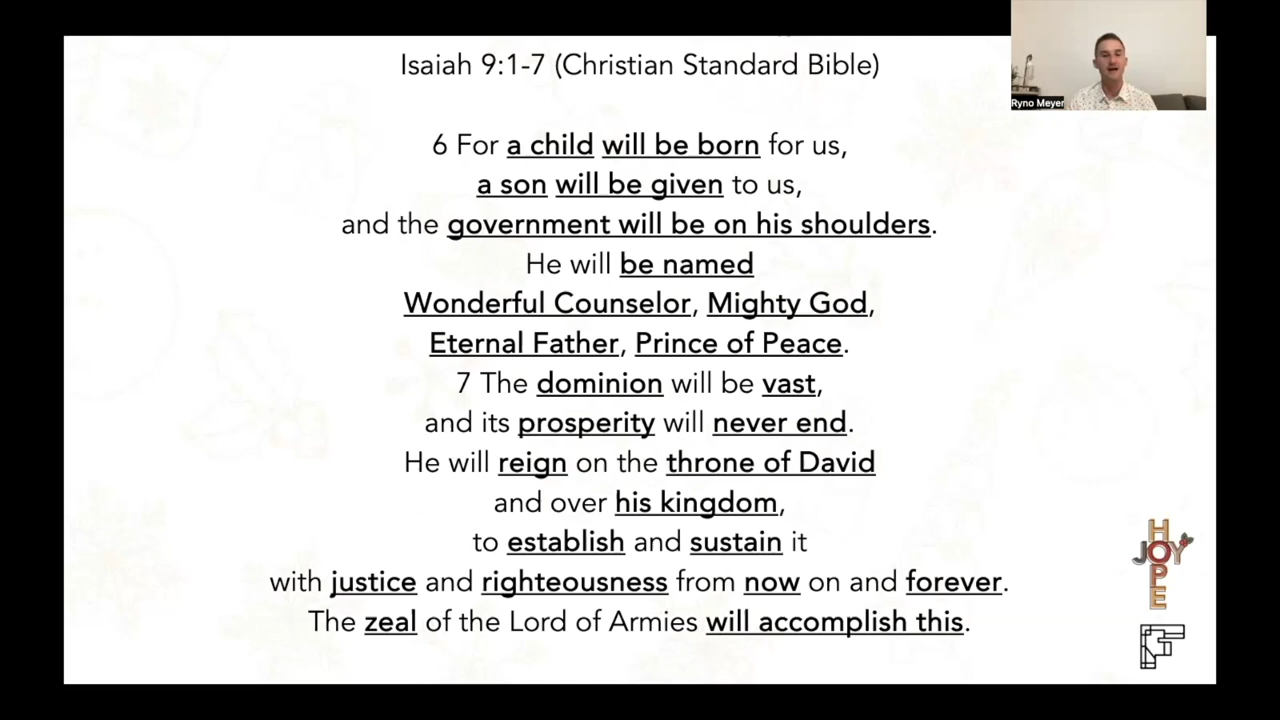 Isaiah 9:1-7 (Christian Standard Bible)
Ryno Meyer
6 For a child will be born for us,
a son will be given to us,
and the government will be on his shoulders.
He will be named
Wonderful Counselor, Mighty God,
Eternal Father, Prince of Peace.
7 The dominion will be vast,
and its prosperity will never end.
He will reign on the throne of David
and over his kingdom,
to establish and sustain it
with justice and righteousness from now on and forever.
The zeal of the Lord of Armies will accomplish this.
HOPE
JOY